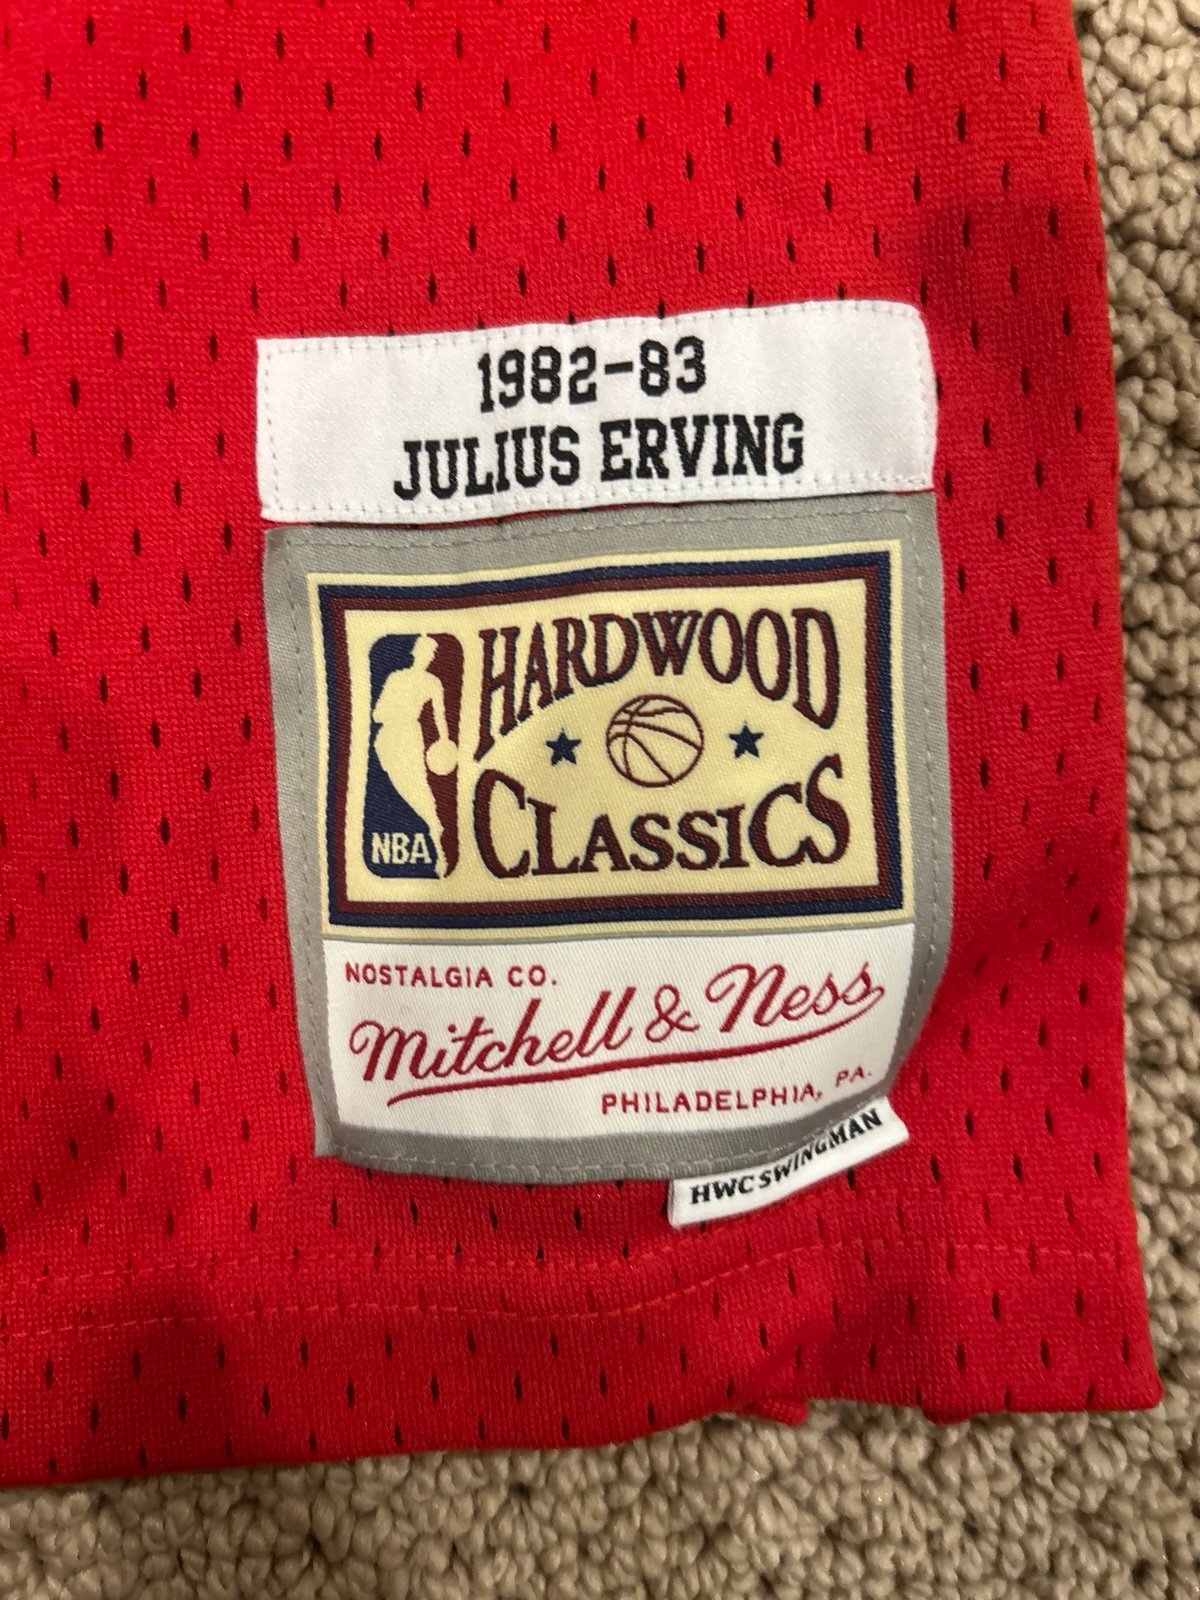 1982-83
JULIUS ERVING
HARDWOOD
CLASSICS
NBA
NOSTALGIA CO.
Mitchell & Ness
PHILADELPHIA, PA.
HWC SWINGMAN